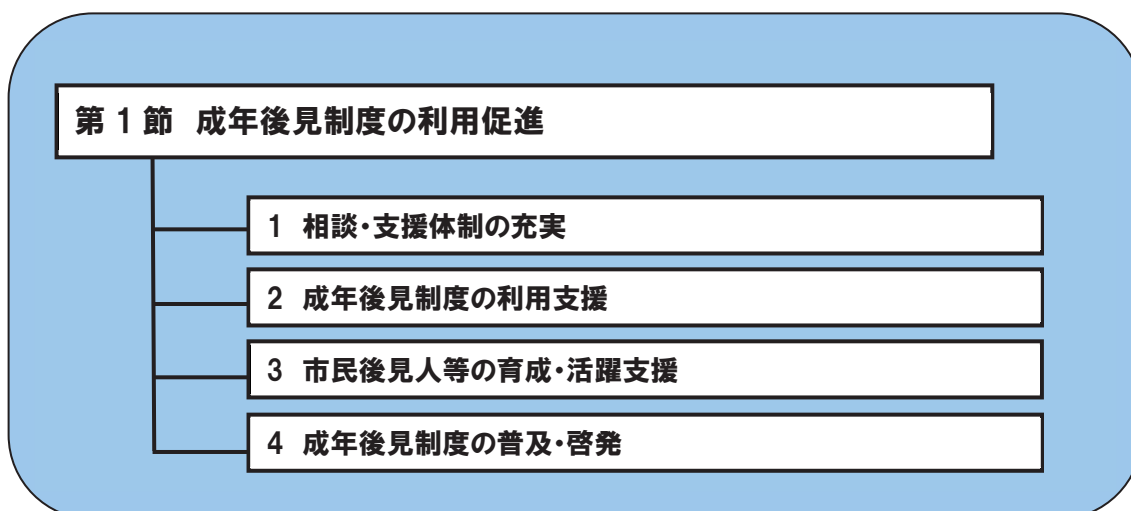 第1節 成年後見制度の利用促進
1 相談・支援体制の充実
2 成年後見制度の利用支援
3 市民後見人等の育成・活躍支援
4 成年後見制度の普及・啓発